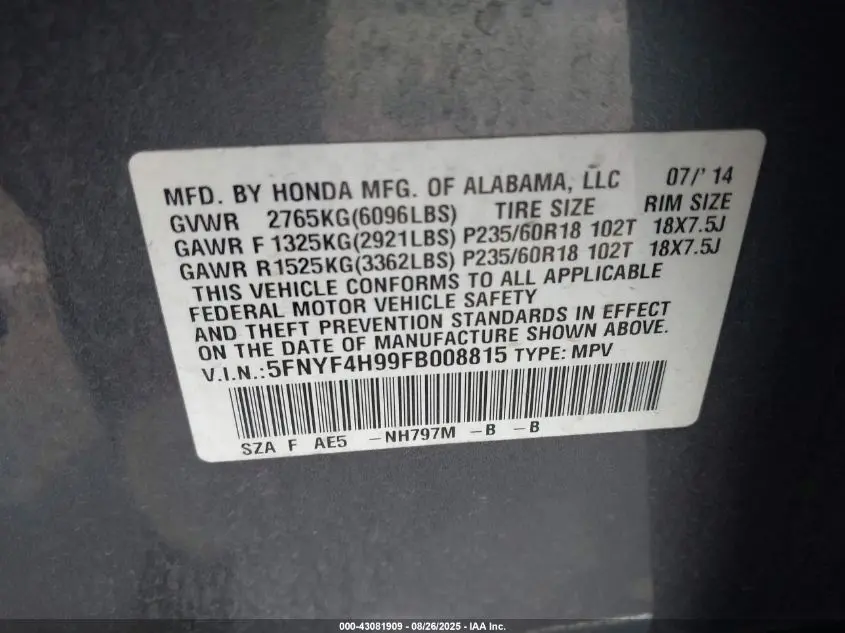 MFD. BY HONDA MFG. OF ALABAMA, LLC 07/' 14
GVWR 2765KG(6096LBS) TIRE SIZE RIM SIZE
GAWR F 1325KG(2921LBS) P235/60R18 102T 18X7.5J
GAWR R1525KG(3362LBS) P235/60R18 102T 18X7.5J
THIS VEHICLE CONFORMS TO ALL APPLICABLE
FEDERAL MOTOR VEHICLE SAFETY
AND THEFT PREVENTION STANDARDS IN EFFECT
ON THE DATE OF MANUFACTURE SHOWN ABOVE.
V.I.N.:5FNYF4H99FB008815 TYPE: MPV
SZA F AE5 -NH797M -B -B
000-43081909 - 08/26/2025 - IAA Inc.